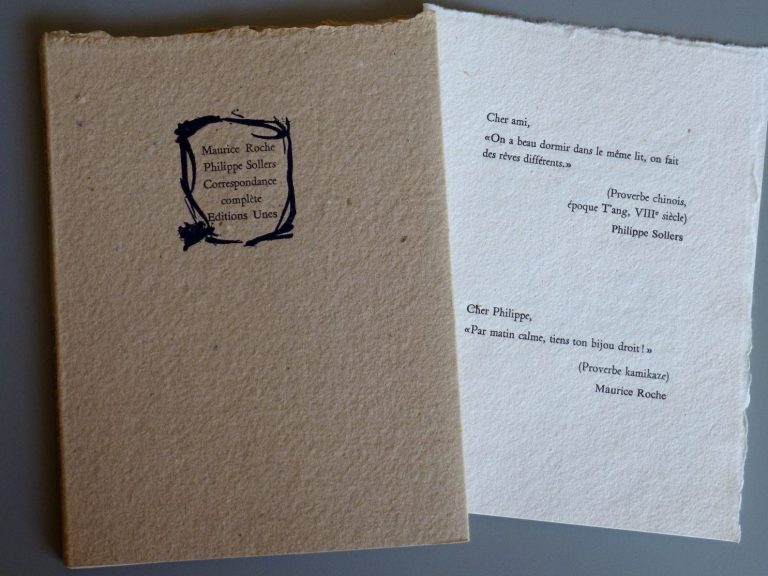 Maurice Roche
Philippe Sollers
Correspondance
complète
Editions Unes
Cher ami,
«On a beau dormir dans le même lit, on fait
des rêves différents.»
(Proverbe chinois,
époque T'ang, VIIIᵉ siècle)
Philippe Sollers
Cher Philippe,
«Par matin calme, tiens ton bijou droit!»
(Proverbe kamikaze)
Maurice Roche